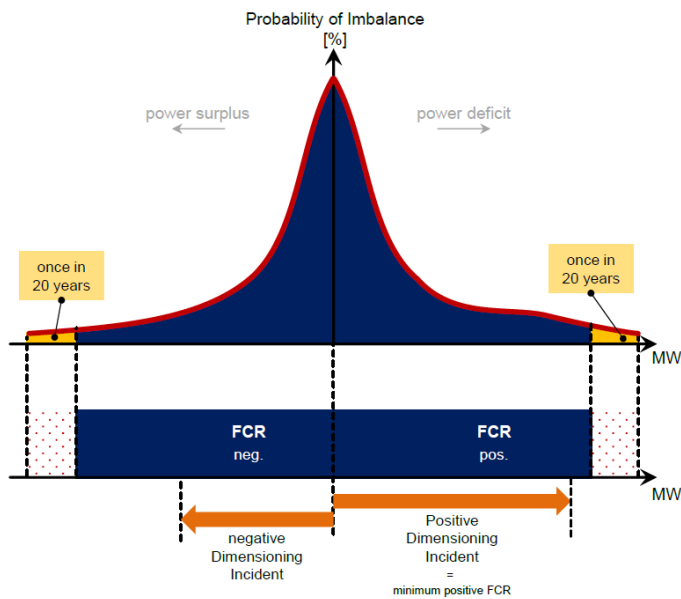 Probability of Imbalance
[%]
power surplus
power deficit
once in
20 years
once in
20 years
MW
FCR
neg.
FCR
pos.
MW
negative
Dimensioning
Incident
Positive
Dimensioning
Incident
=
minimum positive FCR